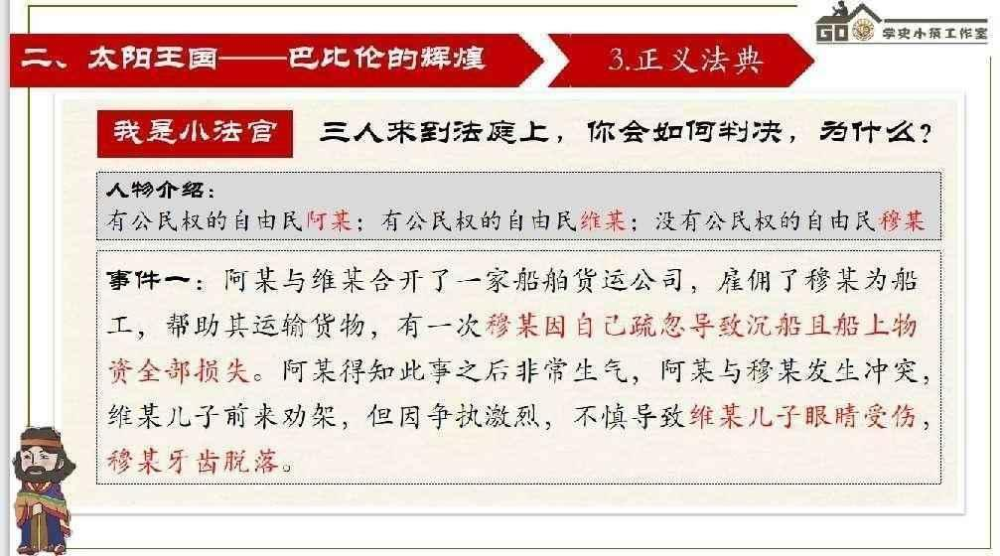 学史小筑工作室
二、太阳王国——巴比伦的辉煌
3.正义法典
我是小法官
三人来到法庭上，你会如何判决，为什么?
人物介绍：
有公民权的自由民阿某；有公民权的自由民维某；没有公民权的自由民穆某
事件一：阿某与维某合开了一家船舶货运公司，雇佣了穆某为船
工，帮助其运输货物，有一次穆某因自己疏忽导致沉船且船上物
资全部损失。阿某得知此事之后非常生气，阿某与穆某发生冲突，
维某儿子前来劝架，但因争执激烈，不慎导致维某儿子眼睛受伤，
穆某牙齿脱落。